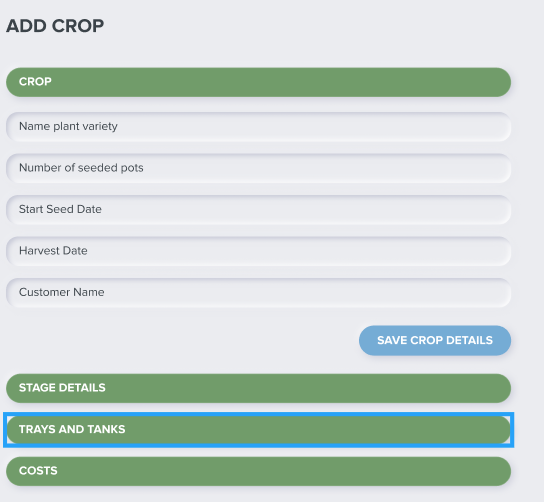 ADD CROP
CROP
Name plant variety
Number of seeded pots
Start Seed Date
Harvest Date
Customer Name
SAVE CROP DETAILS
STAGE DETAILS
TRAYS AND TANKS
COSTS